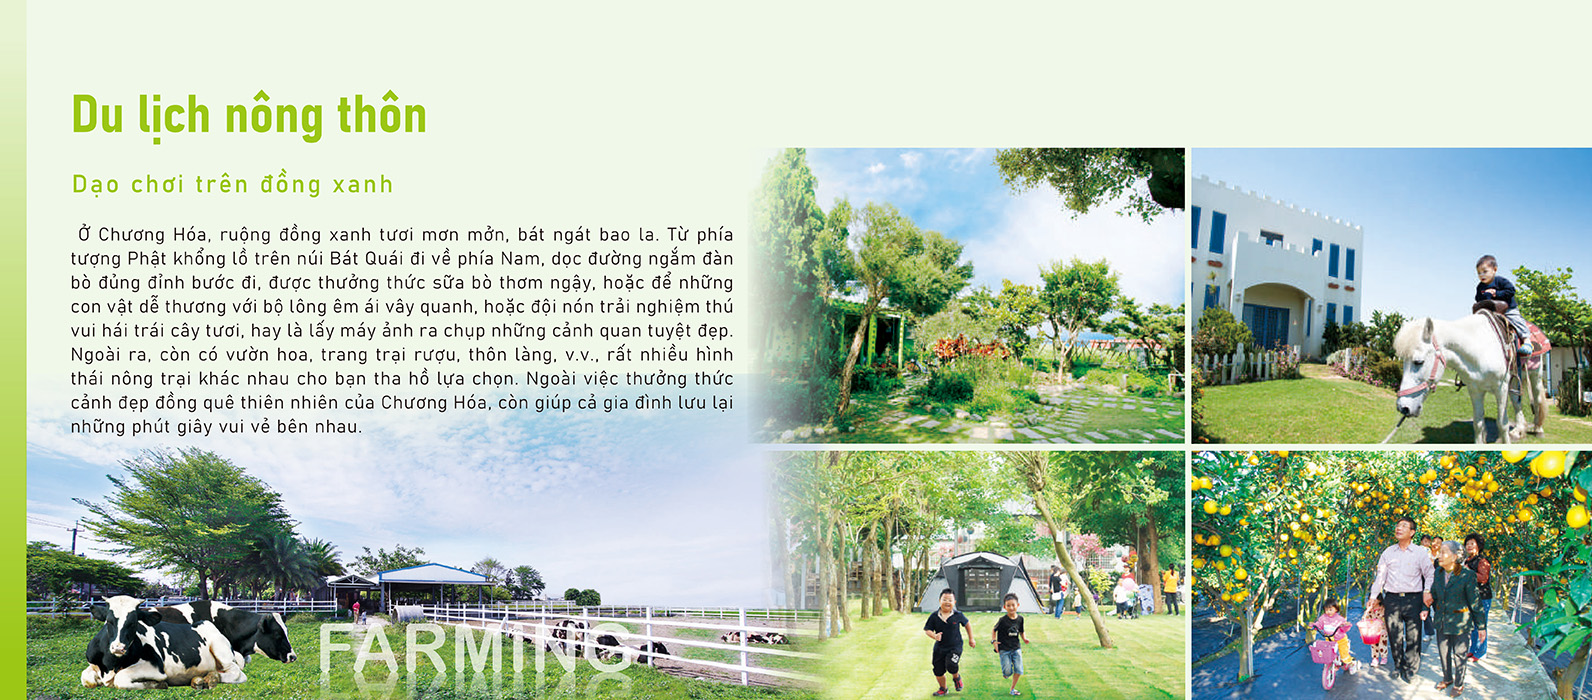 Du lịch nông thôn
Dạo chơi trên đồng xanh
Ở Chương Hóa, ruộng đồng xanh tươi mơn mởn, bát ngát bao la. Từ phía
tượng Phật khổng lồ trên núi Bát Quái đi về phía Nam, dọc đường ngắm đàn
bò đủng đỉnh bước đi, được thưởng thức sữa bò thơm ngậy, hoặc để những
con vật dễ thương với bộ lông êm ái vây quanh, hoặc đội nón trải nghiệm thú
vui hái trái cây tươi, hay là lấy máy ảnh ra chụp những cảnh quan tuyệt đẹp.
Ngoài ra, còn có vườn hoa, trang trại rượu, thôn làng, v.v., rất nhiều hình
thái nông trại khác nhau cho bạn tha hồ lựa chọn. Ngoài việc thưởng thức
cảnh đẹp đồng quê thiên nhiên của Chương Hóa, còn giúp cả gia đình lưu lại
những phút giây vui vẻ bên nhau.
FARMING